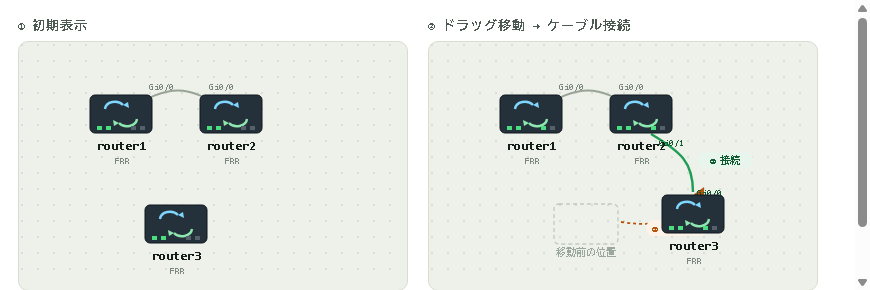 ① 初期表示
Gi0/0 Gi0/0
router1 router2
FRR FRR
router3
FRR
② ドラッグ移動 → ケーブル接続
Gi0/0 Gi0/0
router1 router2 Gi0/1
FRR FRR
接続
Gi0/0
移動前の位置
router3
FRR